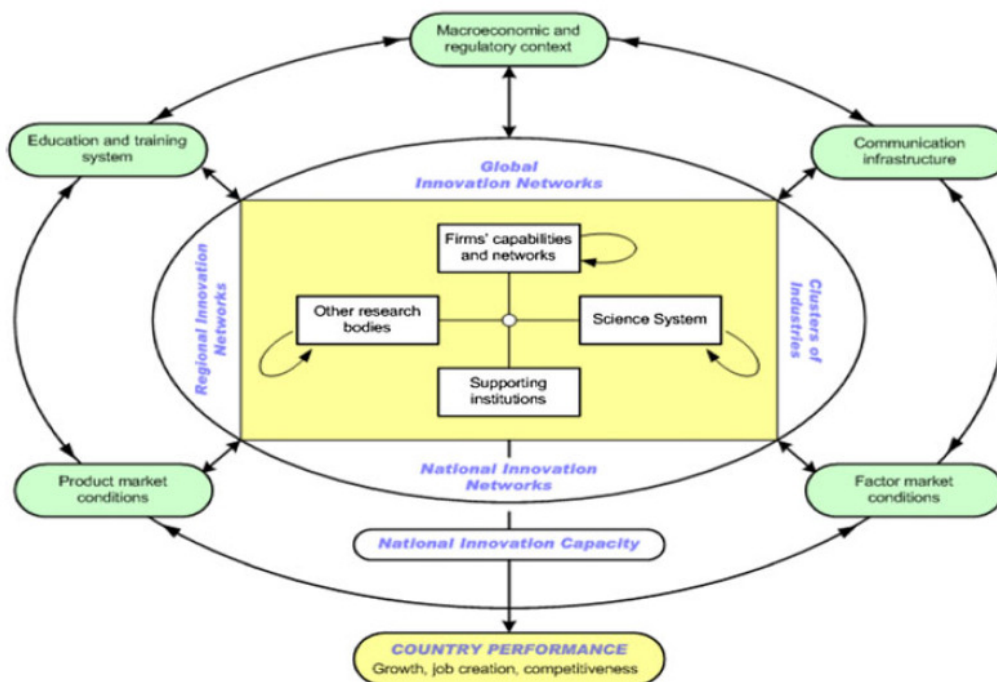 Macroeconomic and
regulatory context
Education and training
system
Communication
infrastructure
Global
Innovation Networks
Firms' capabilities
and networks
Regional Innovation
Networks
Other research
bodies
Science System
Clusters of
Industries
Supporting
institutions
National Innovation
Networks
Product market
conditions
Factor market
conditions
National Innovation Capacity
COUNTRY PERFORMANCE
Growth, job creation, competitiveness